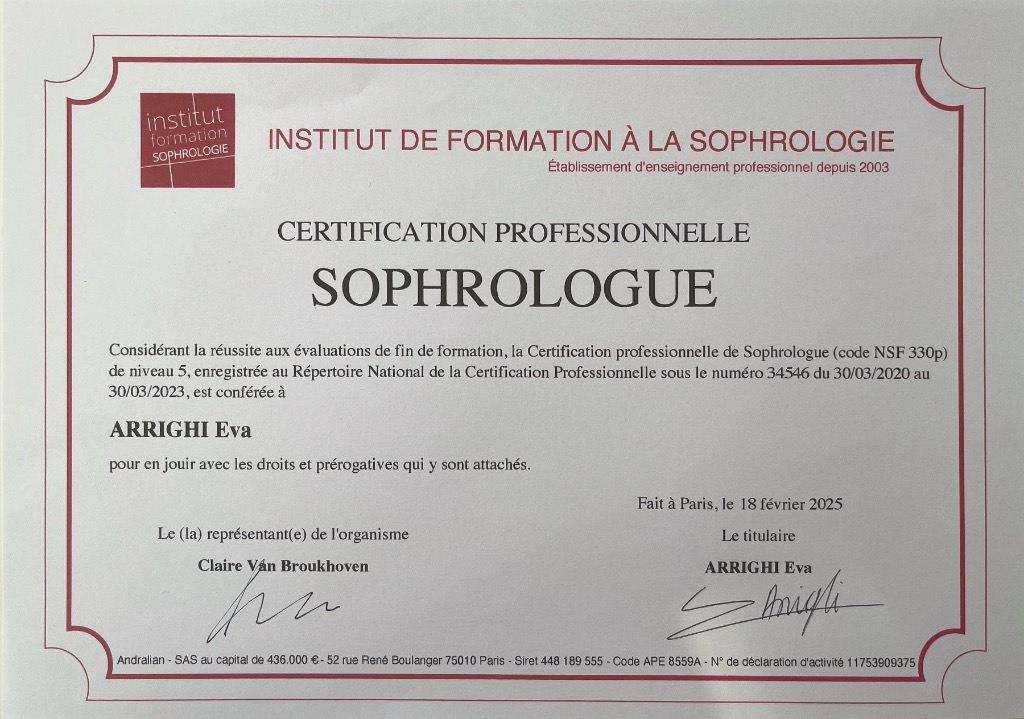 institut
formation
SOPHROLOGIE
INSTITUT DE FORMATION À LA SOPHROLOGIE
Établissement d'enseignement professionnel depuis 2003
CERTIFICATION PROFESSIONNELLE
SOPHROLOGUE
Considérant la réussite aux évaluations de fin de formation, la Certification professionnelle de Sophrologue (code NSF 330p)
de niveau 5, enregistrée au Répertoire National de la Certification Professionnelle sous le numéro 34546 du 30/03/2020 au
30/03/2023, est conférée à
ARRIGHI Eva
pour en jouir avec les droits et prérogatives qui y sont attachés.
Fait à Paris, le 18 février 2025
Le (la) représentant(e) de l'organisme
Le titulaire
Claire Van Broukhoven
ARRIGHI Eva
Andralian - SAS au capital de 436.000 € - 52 rue René Boulanger 75010 Paris - Siret 448 189 555 - Code APE 8559A - N° de déclaration d'activité 11753909375